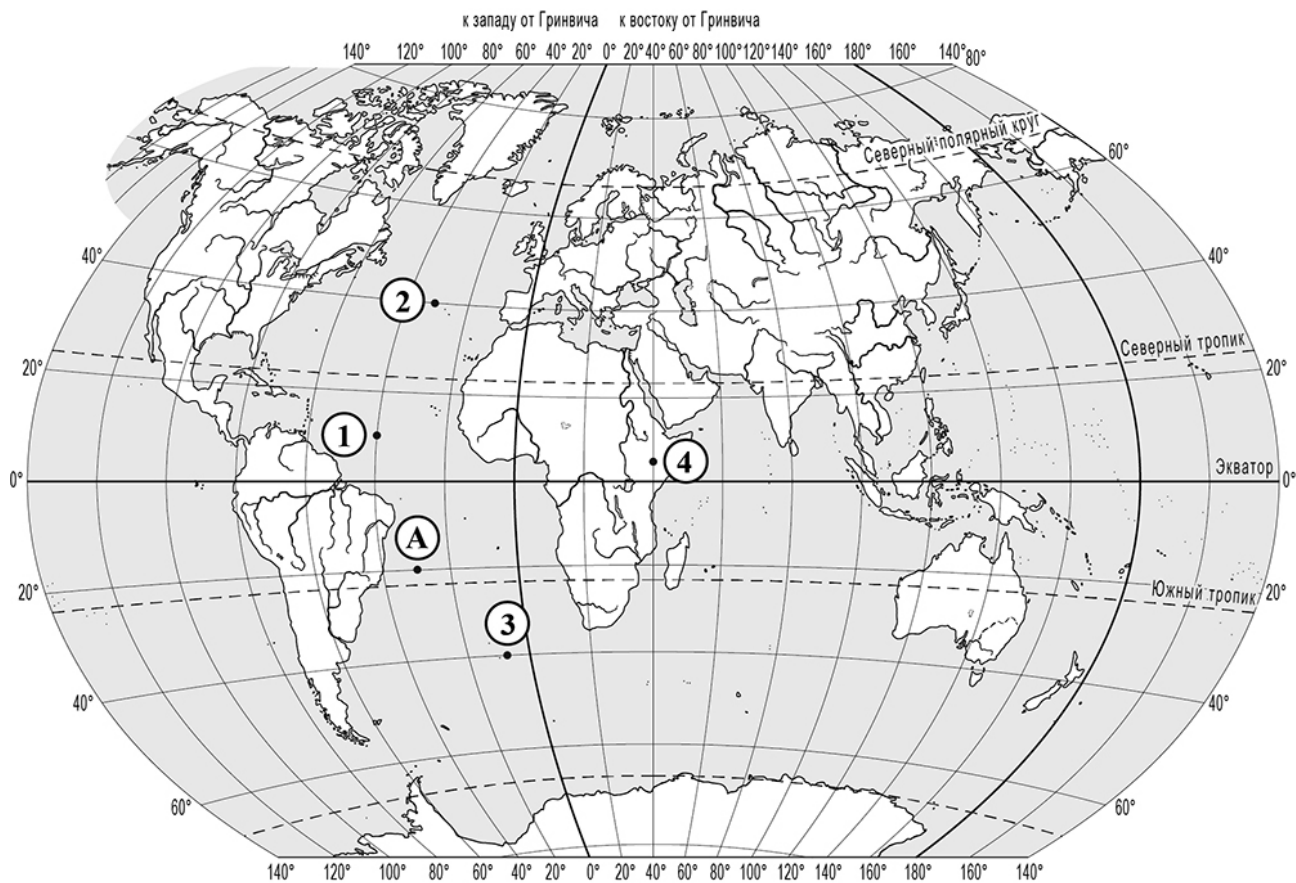 к западу от Гринвича к востоку от Гринвича
140° 120° 100° 80° 60° 40° 20° 0° 20° 40° 60° 80° 100° 120° 140° 160° 180° 160° 140° 80°
Северный полярный круг
60°
40° 40°
2
Северный тропик
20° 20°
1
4
Экватор
0° 0°
А
20° Южный тропик 20°
3
40° 40°
60° 60°
140° 120° 100° 80° 60° 40° 20° 0° 20° 40° 60° 80° 100° 120° 140° 160° 180° 140°